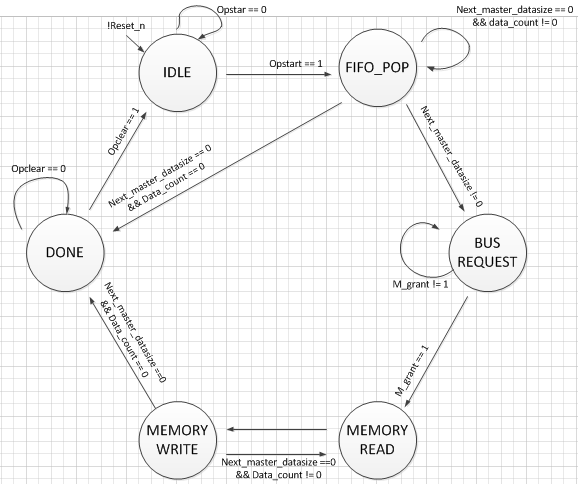 Opstar == 0
Next_master_datasize == 0
&& data_count != 0
!Reset_n
IDLE
Opstart == 1
FIFO_POP
Opclear == 1
Next_master_datasize == 0
&& Data_count == 0
Next_master_datasize != 0
Opclear == 0
DONE
BUS
REQUEST
M_grant != 1
Next_master_datasize ==0
&& Data_count == 0
M_grant == 1
MEMORY
WRITE
MEMORY
READ
Next_master_datasize ==0
&& Data_count != 0